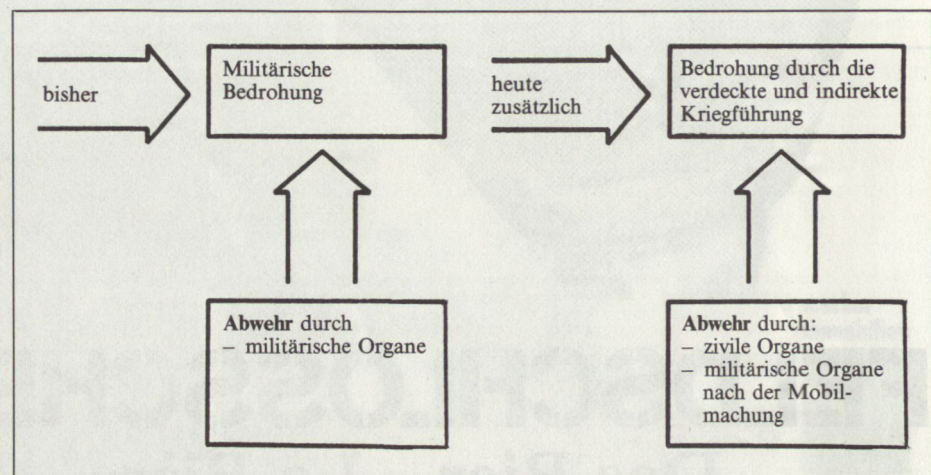 bisher
Militärische
Bedrohung
heute
zusätzlich
Bedrohung durch die
verdeckte und indirekte
Kriegführung
Abwehr durch
– militärische Organe
Abwehr durch:
– zivile Organe
– militärische Organe
nach der Mobil-
machung